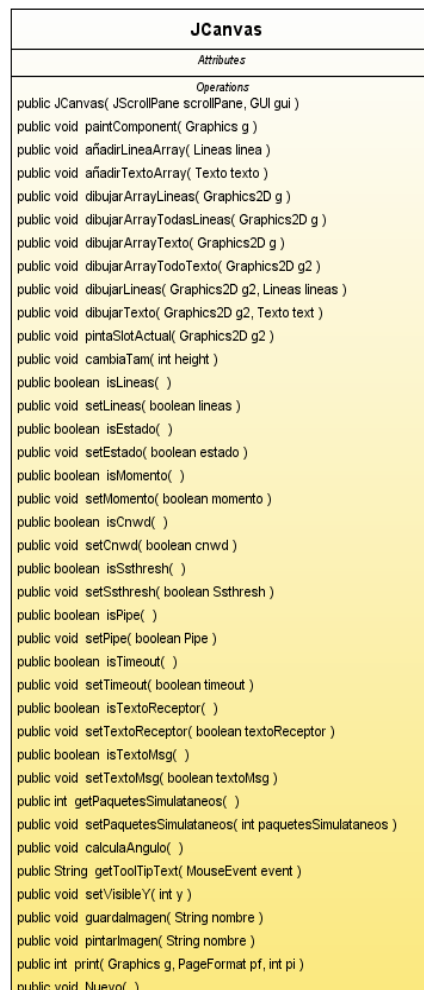 JCanvas
Attributes
Operations
public JCanvas( JScrollPane scrollPane, GUI gui )
public void paintComponent( Graphics g )
public void añadirLineaArray( Lineas linea )
public void añadirTextoArray( Texto texto )
public void dibujarArrayLineas( Graphics2D g )
public void dibujarArrayTodasLineas( Graphics2D g )
public void dibujarArrayTexto( Graphics2D g )
public void dibujarArrayTodoTexto( Graphics2D g2 )
public void dibujarLineas( Graphics2D g2, Lineas lineas )
public void dibujarTexto( Graphics2D g2, Texto text )
public void pintaSlotActual( Graphics2D g2 )
public void cambiaTam( int height )
public boolean isLineas( )
public void setLineas( boolean lineas )
public boolean isEstado( )
public void setEstado( boolean estado )
public boolean isMomento( )
public void setMomento( boolean momento )
public boolean isCnwd( )
public void setCnwd( boolean cnwd )
public boolean isSsthresh( )
public void setSsthresh( boolean Ssthresh )
public boolean isPipe( )
public void setPipe( boolean Pipe )
public boolean isTimeout( )
public void setTimeout( boolean timeout )
public boolean isTextoReceptor( )
public void setTextoReceptor( boolean textoReceptor )
public boolean isTextoMsg( )
public void setTextoMsg( boolean textoMsg )
public int getPaquetesSimulataneos( )
public void setPaquetesSimulataneos( int paquetesSimulataneos )
public void calculaAngulo( )
public String getToolTipText( MouseEvent event )
public void setVisibleY( int y )
public void guardaImagen( String nombre )
public void pintarImagen( String nombre )
public int print( Graphics g, PageFormat pf, int pi )
public void Nuevo( )